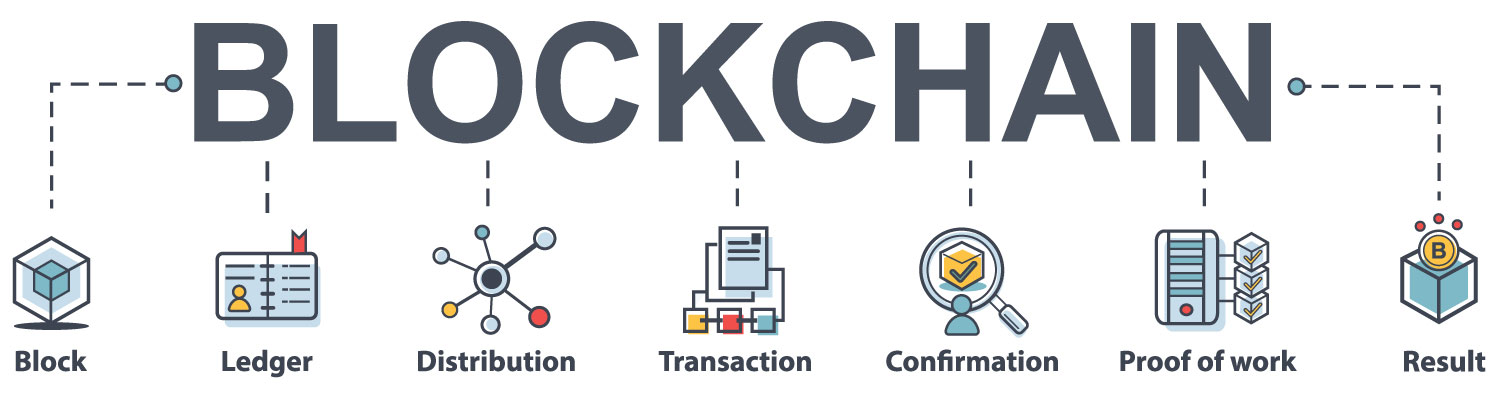 BLOCKCHAIN
B
Block
Ledger
Distribution
Transaction
Confirmation
Proof of work
Result